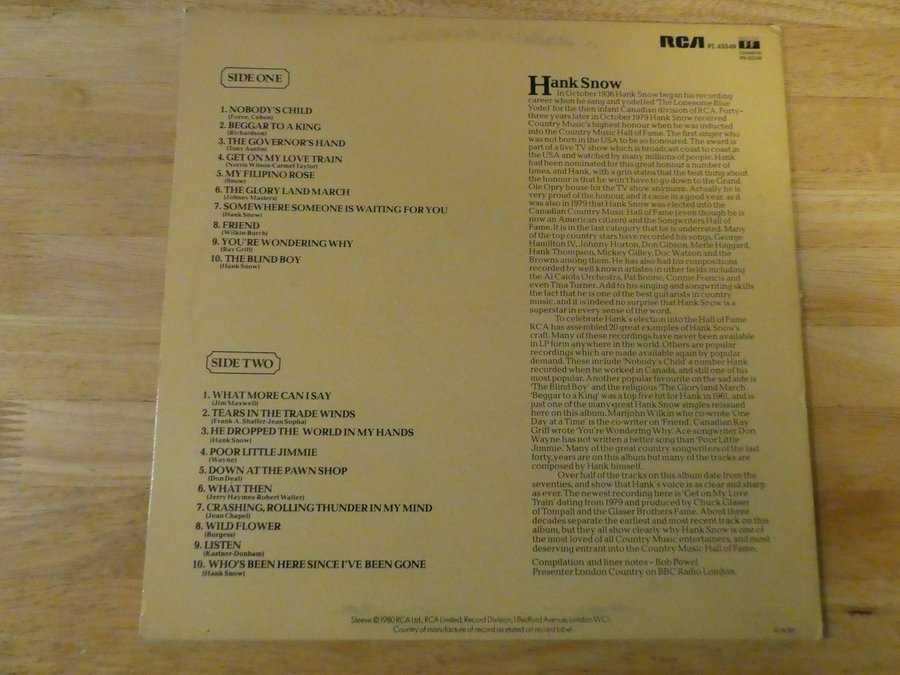 RCA PL 43349 FF
CASSETTE
PK 43349
SIDE ONE
1. NOBODY'S CHILD
(Foree, Coben)
2. BEGGAR TO A KING
(Richardson)
3. THE GOVERNOR'S HAND
(Tony Austin)
4. GET ON MY LOVE TRAIN
(Norris Wilson-Carmol Taylor)
5. MY FILIPINO ROSE
(Snow)
6. THE GLORY LAND MARCH
(Johnny Masters)
7. SOMEWHERE SOMEONE IS WAITING FOR YOU
(Hank Snow)
8. FRIEND
(Wilkin-Burch)
9. YOU'RE WONDERING WHY
(Ray Griff)
10. THE BLIND BOY
(Hank Snow)
SIDE TWO
1. WHAT MORE CAN I SAY
(Jim Maxwell)
2. TEARS IN THE TRADE WINDS
(Frank A. Shaffer-Jean Sopha)
3. HE DROPPED THE WORLD IN MY HANDS
(Hank Snow)
4. POOR LITTLE JIMMIE
(Wayne)
5. DOWN AT THE PAWN SHOP
(Don Deal)
6. WHAT THEN
(Jerry Haymes-Robert Waller)
7. CRASHING, ROLLING THUNDER IN MY MIND
(Jean Chapel)
8. WILD FLOWER
(Burgess)
9. LISTEN
(Kastner-Dunham)
10. WHO'S BEEN HERE SINCE I'VE BEEN GONE
(Hank Snow)
Hank Snow
In October 1936 Hank Snow began his recording
career when he sang and yodelled 'The Lonesome Blue
Yodel' for the then infant Canadian division of RCA. Forty-
three years later in October 1979 Hank Snow received
Country Music's highest honour when he was inducted
into the Country Music Hall of Fame. The first singer who
was not born in the USA to be so honoured. The award is
part of a live TV show which is broadcast coast to coast in
the USA and watched by many millions of people. Hank
had been nominated for this great honour a number of
times, and Hank, with a grin states that the best thing about
the honour is that he won't have to go down to the Grand
Ole Opry house for the TV show anymore. Actually he is
very proud of the honour, and it came in a good year, as it
was also in 1979 that Hank Snow was elected into the
Canadian Country Music Hall of Fame (even though he is
now an American citizen) and the Songwriters Hall of
Fame. It is in the last category that he is underrated. Many
of the top country stars have recorded his songs, George
Hamilton IV, Johnny Horton, Don Gibson, Merle Haggard,
Hank Thompson, Mickey Gilley, Doc Watson and the
Browns among them. He has also had his compositions
recorded by well known artistes in other fields including
the Al Caiola Orchestra, Pat Boone, Connie Francis and
even Tina Turner. Add to his singing and songwriting skills
the fact that he is one of the best guitarists in country
music, and it is indeed no surprise that Hank Snow is a
superstar in every sense of the word.
To celebrate Hank's election into the Hall of Fame
RCA has assembled 20 great examples of Hank Snow's
craft. Many of these recordings have never been available
in LP form anywhere in the world. Others are popular
recordings which are made available again by popular
demand. These include 'Nobody's Child' a number Hank
recorded when he worked in Canada, and still one of his
most popular. Another popular favourite on the sad side is
'The Blind Boy' and the religious 'The Gloryland March'.
'Beggar to a King' was a top live hit for Hank in 1961, and is
just one of the many great Hank Snow singles reissued
here on this album. Marijohn Wilkin who co-wrote 'One
Day at a Time' is the co-writer on 'Friend'. Canadian Ray
Griff wrote 'You're Wondering Why. Ace songwriter Don
Wayne has not written a better song than 'Poor Little
Jimmie.' Many of the great country songwriters of the last
forty years are on this album but many of the tracks are
composed by Hank himself.
Over half of the tracks on this album date from the
seventies, and show that Hank's voice is as clear and sharp
as ever. The newest recording here is 'Get on My Love
Train' dating from 1979 and produced by Chuck Glaser
of Tompall and the Glaser Brothers Fame. About three
decades separate the earliest and most recent track on this
album, but they all show clearly why Hank Snow is one of
the most loved of all Country Music entertainers, and most
deserving entrant into the Country Music Hall of Fame.
Compilation and liner notes – Bob Powel
Presenter London Country on BBC Radio London.
Sleeve © 1980 RCA Ltd., RCA Limited, Record Division, 1 Bedford Avenue, London WC1.
Country of manufacture of record as stated on record label